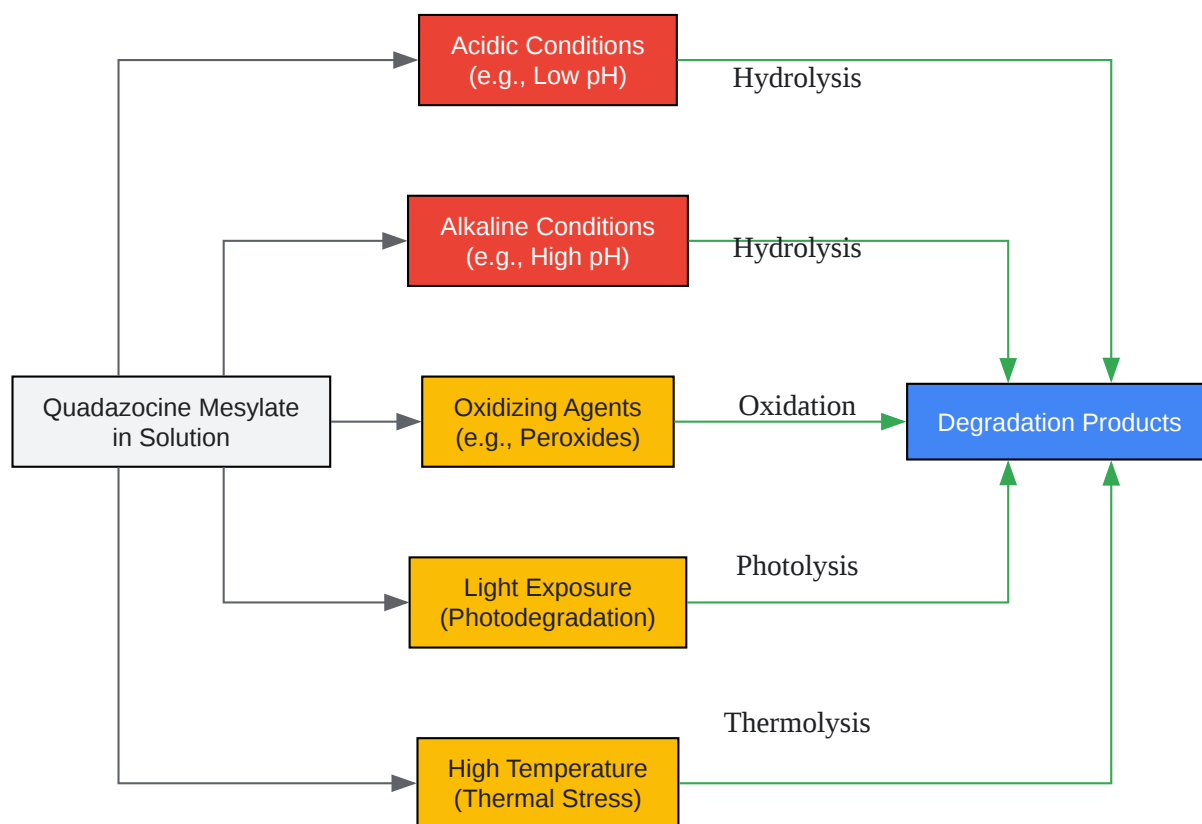 Acidic Conditions
(e.g., Low pH)
Hydrolysis
Alkaline Conditions
(e.g., High pH)
Hydrolysis
Quadazocine Mesylate
in Solution
Oxidizing Agents
(e.g., Peroxides)
Oxidation
Degradation Products
Light Exposure
(Photodegradation)
Photolysis
High Temperature
(Thermal Stress)
Thermolysis